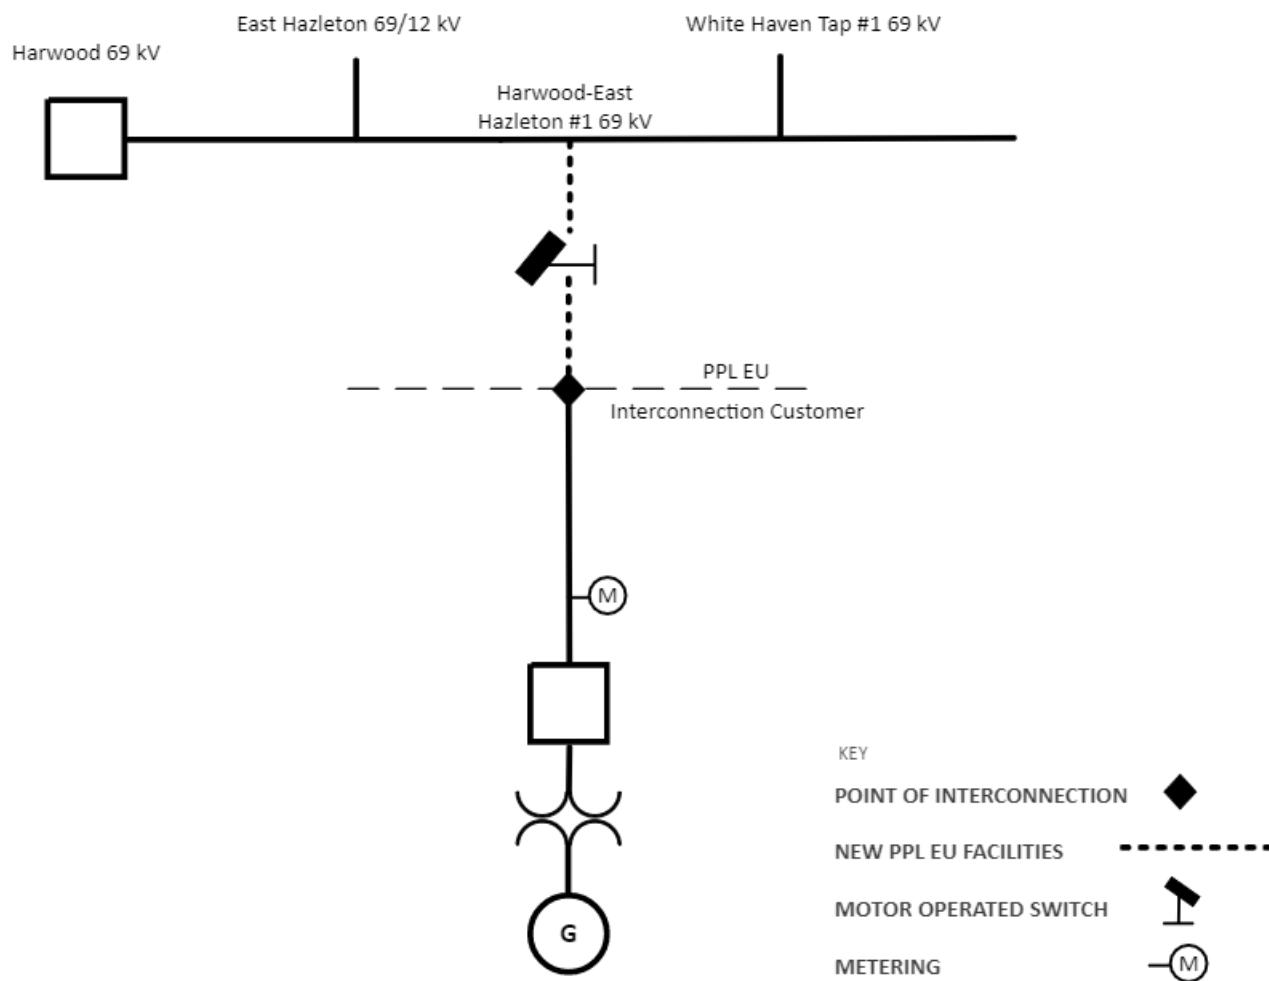 East Hazleton 69/12 kV
White Haven Tap #1 69 kV
Harwood 69 kV
Harwood-East
Hazleton #1 69 kV
PPL EU
Interconnection Customer
M
KEY
POINT OF INTERCONNECTION
NEW PPL EU FACILITIES
MOTOR OPERATED SWITCH
G
METERING
M